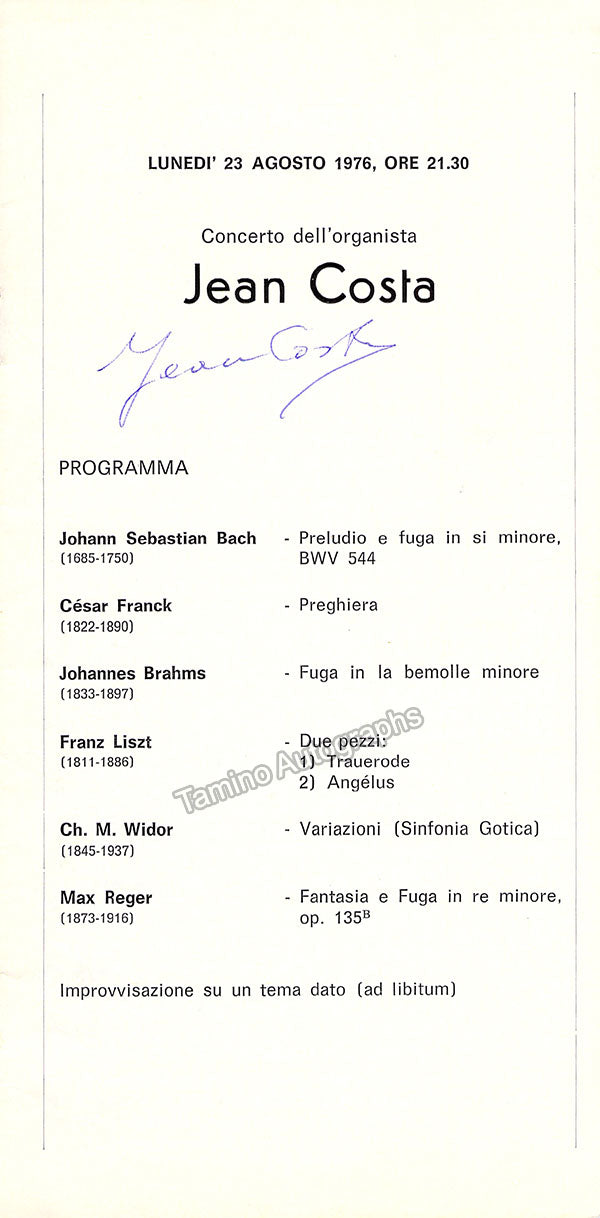 LUNEDI' 23 AGOSTO 1976, ORE 21.30
Concerto dell'organista
Jean Costa
Jean Costa
PROGRAMMA
Johann Sebastian Bach - Preludio e fuga in si minore,
(1685-1750) BWV 544
César Franck - Preghiera
(1822-1890)
Johannes Brahms - Fuga in la bemolle minore
(1833-1897)
Franz Liszt - Due pezzi:
(1811-1886) 1) Trauerode
2) Angélus
Tamino Autographs
Ch. M. Widor - Variazioni (Sinfonia Gotica)
(1845-1937)
Max Reger - Fantasia e Fuga in re minore,
(1873-1916) op. 135ᴮ
Improvvisazione su un tema dato (ad libitum)